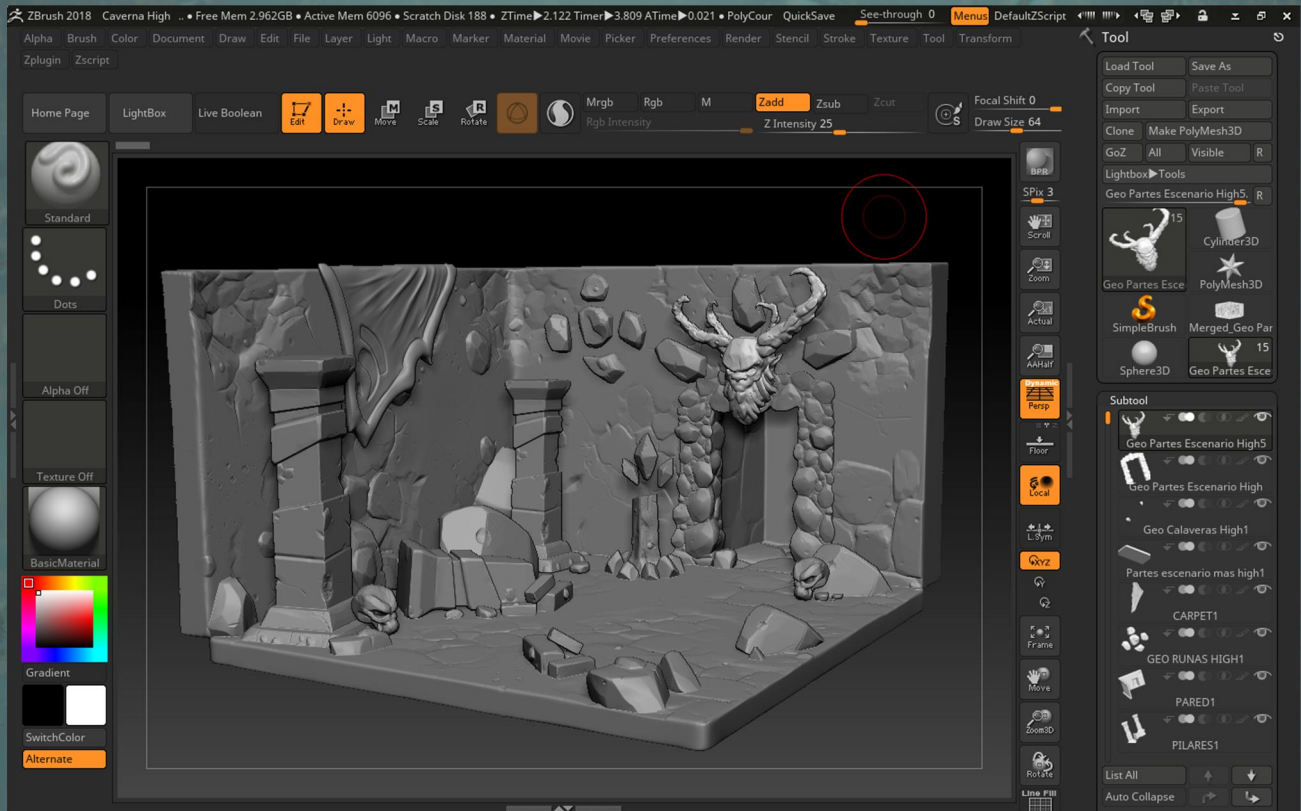 ZBrush 2018 Caverna High .. • Free Mem 2.962GB • Active Mem 6096 • Scratch Disk 188 • ZTime▶2.122 Timer▶3.809 ATime▶0.021 • PolyCour QuickSave See-through 0 Menus DefaultZScript
Alpha Brush Color Document Draw Edit File Layer Light Macro Marker Material Movie Picker Preferences Render Stencil Stroke Texture Tool Transform
Zplugin Zscript
Home Page LightBox Live Boolean Edit Draw Move Scale Rotate
M S R
Mrgb Rgb M Zadd Zsub Zcut
Rgb Intensity Z Intensity 25
S
Focal Shift 0
Draw Size 64
Standard
Dots
Alpha Off
Texture Off
BasicMaterial
Gradient
SwitchColor
Alternate
BPR
SPix 3
Scroll
Zoom
Actual
AAHalf
Dynamic
Persp
Floor
Local
L.Sym
XYZ
Y
Z
Frame
Move
Zoom3D
Rotate
Line Fill
Tool
Load Tool Save As
Copy Tool Paste Tool
Import Export
Clone Make PolyMesh3D
GoZ All Visible R
Lightbox▶Tools
Geo Partes Escenario High5. R
15
Cylinder3D
Geo Partes Esce PolyMesh3D
SimpleBrush Merged_Geo Par
15
Sphere3D Geo Partes Esce
Subtool
Geo Partes Escenario High5
Geo Partes Escenario High
Geo Calaveras High1
Partes escenario mas high1
CARPET1
GEO RUNAS HIGH1
PARED1
PILARES1
List All
Auto Collapse